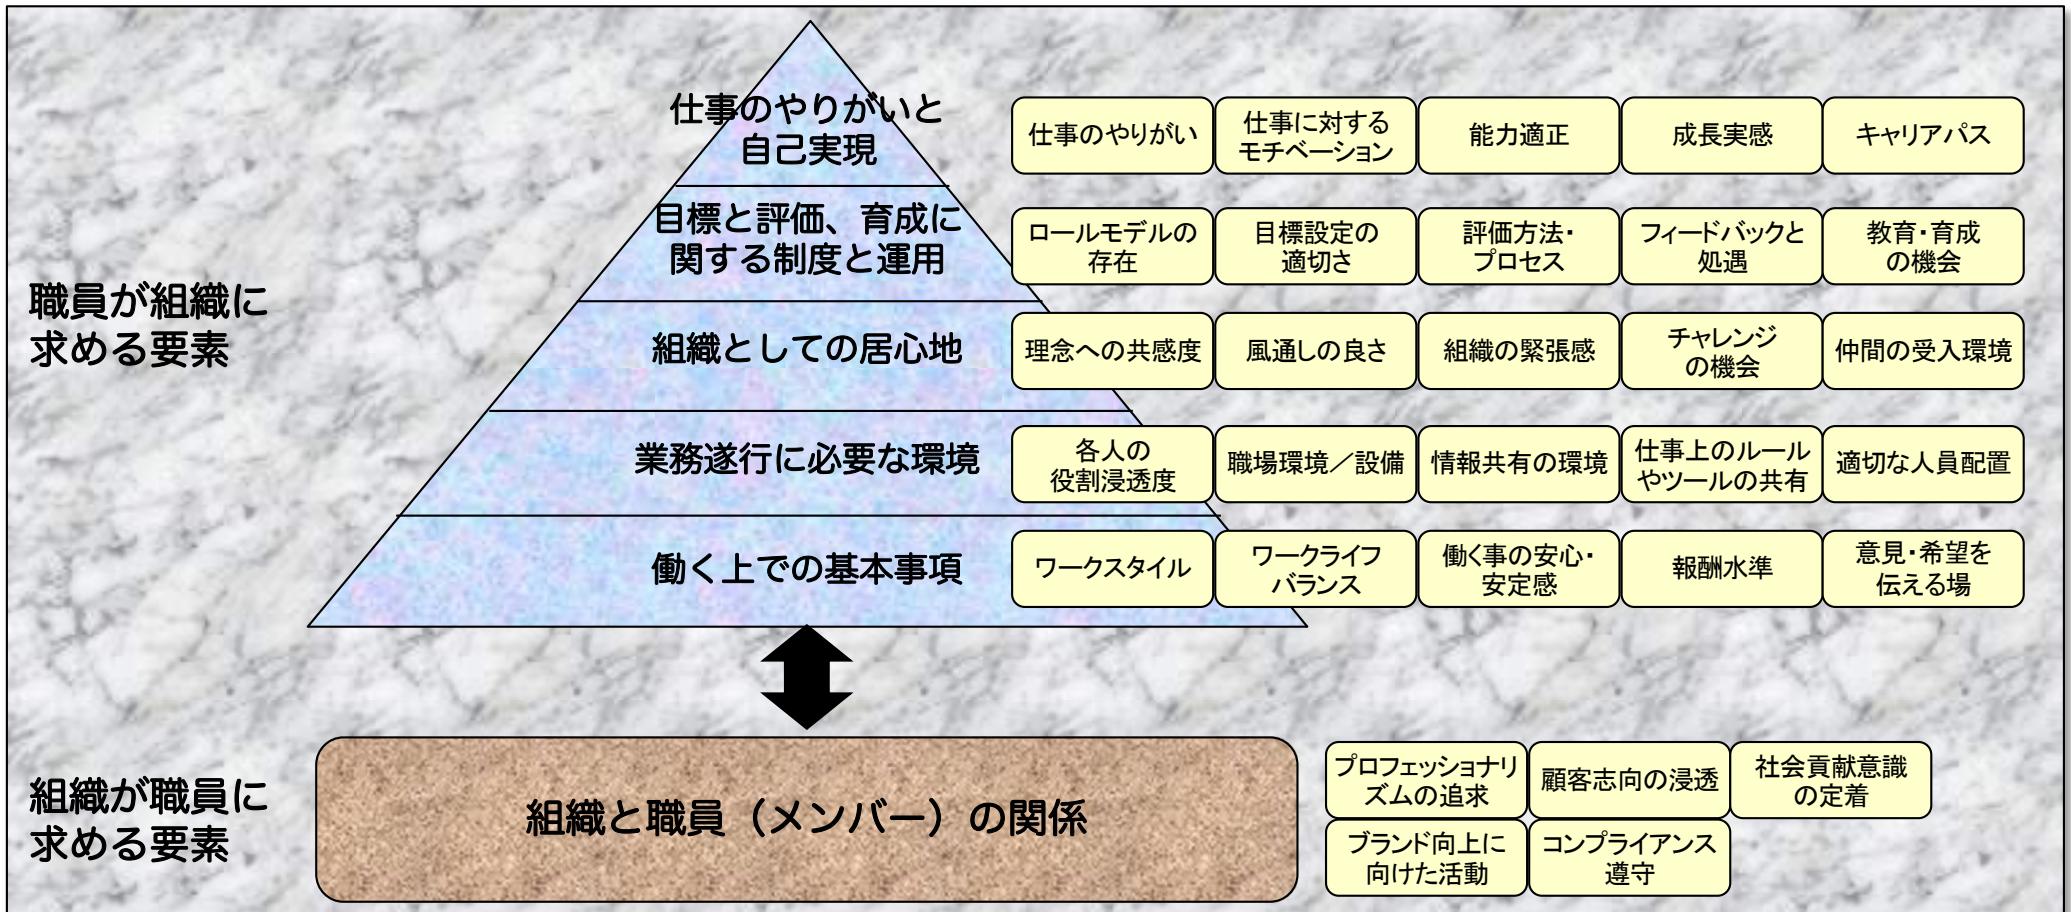 仕事のやりがいと
自己実現
仕事のやりがい
仕事に対する
モチベーション
能力適正
成長実感
キャリアパス
目標と評価、育成に
関する制度と運用
ロールモデルの
存在
目標設定の
適切さ
評価方法・
プロセス
フィードバックと
処遇
教育・育成
の機会
職員が組織に
求める要素
組織としての居心地
理念への共感度
風通しの良さ
組織の緊張感
チャレンジ
の機会
仲間の受入環境
業務遂行に必要な環境
各人の
役割浸透度
職場環境／設備
情報共有の環境
仕事上のルール
やツールの共有
適切な人員配置
働く上での基本事項
ワークスタイル
ワークライフ
バランス
働く事の安心・
安定感
報酬水準
意見・希望を
伝える場
組織が職員に
求める要素
組織と職員（メンバー）の関係
プロフェッショナリ
ズムの追求
顧客志向の浸透
社会貢献意識
の定着
ブランド向上に
向けた活動
コンプライアンス
遵守